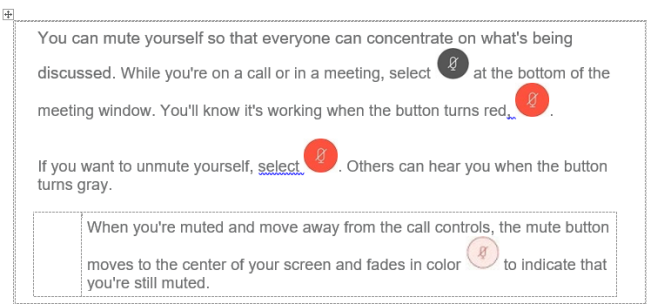 You can mute yourself so that everyone can concentrate on what's being
discussed. While you're on a call or in a meeting, select at the bottom of the
meeting window. You'll know it's working when the button turns red, .
If you want to unmute yourself, select . Others can hear you when the button
turns gray.
When you're muted and move away from the call controls, the mute button
moves to the center of your screen and fades in color to indicate that
you're still muted.